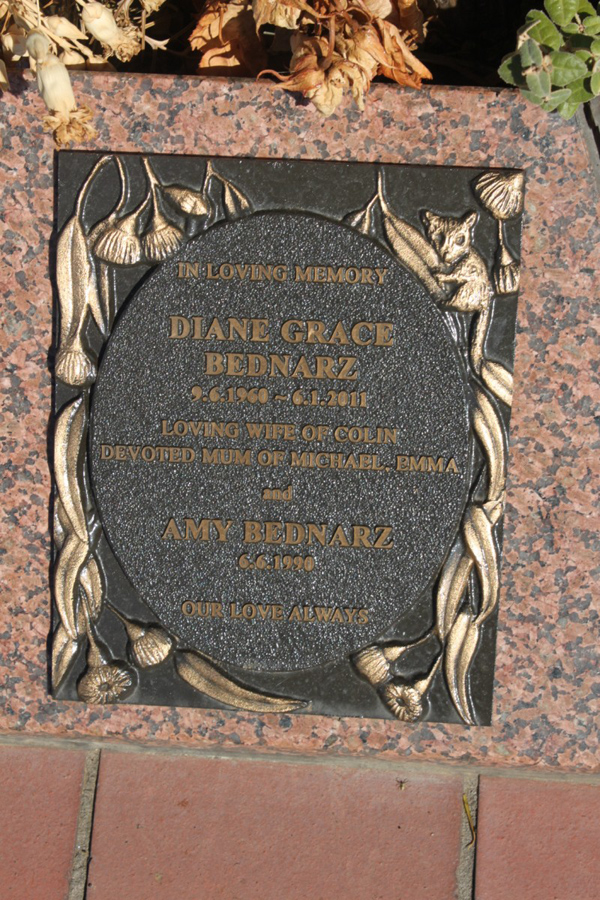 IN LOVING MEMORY
DIANE GRACE
BEDNARZ
9.6.1960 ~ 6.1.2011
LOVING WIFE OF COLIN
DEVOTED MUM OF MICHAEL, EMMA
and
AMY BEDNARZ
6.6.1990
OUR LOVE ALWAYS